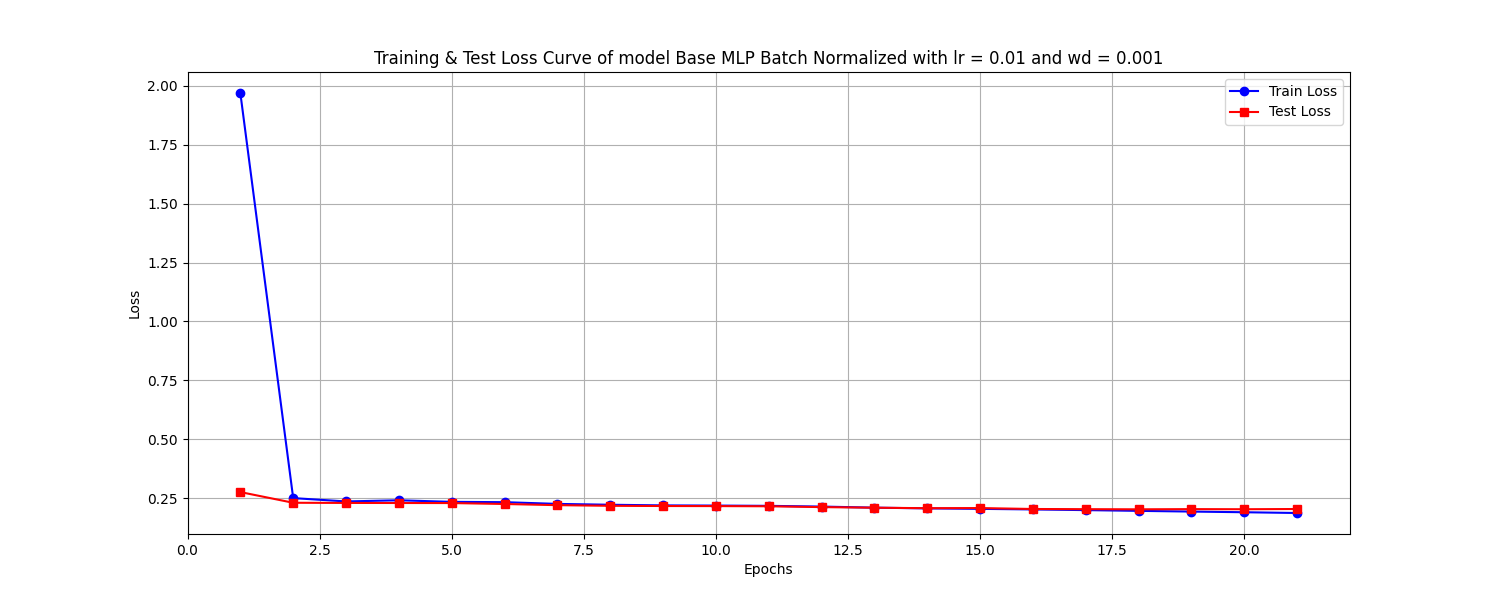 Training & Test Loss Curve of model Base MLP Batch Normalized with lr = 0.01 and wd = 0.001
Train Loss
Test Loss
Loss
2.00
1.75
1.50
1.25
1.00
0.75
0.50
0.25
0.0 2.5 5.0 7.5 10.0 12.5 15.0 17.5 20.0
Epochs